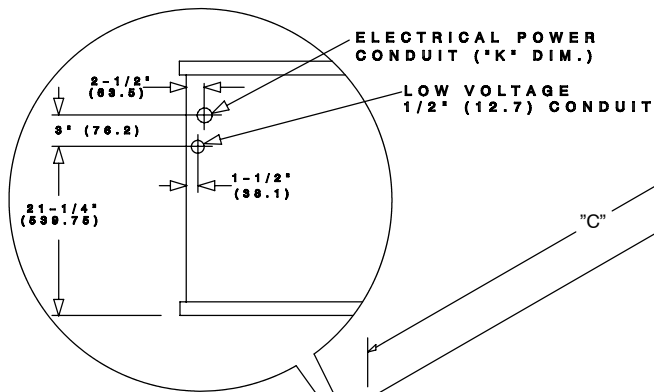 ELECTRICAL POWER
CONDUIT ("K" DIM.)
2-1/2"
(63.5)
LOW VOLTAGE
1/2" (12.7) CONDUIT
3" (76.2)
1-1/2"
(38.1)
21-1/4"
(539.75)
"C"